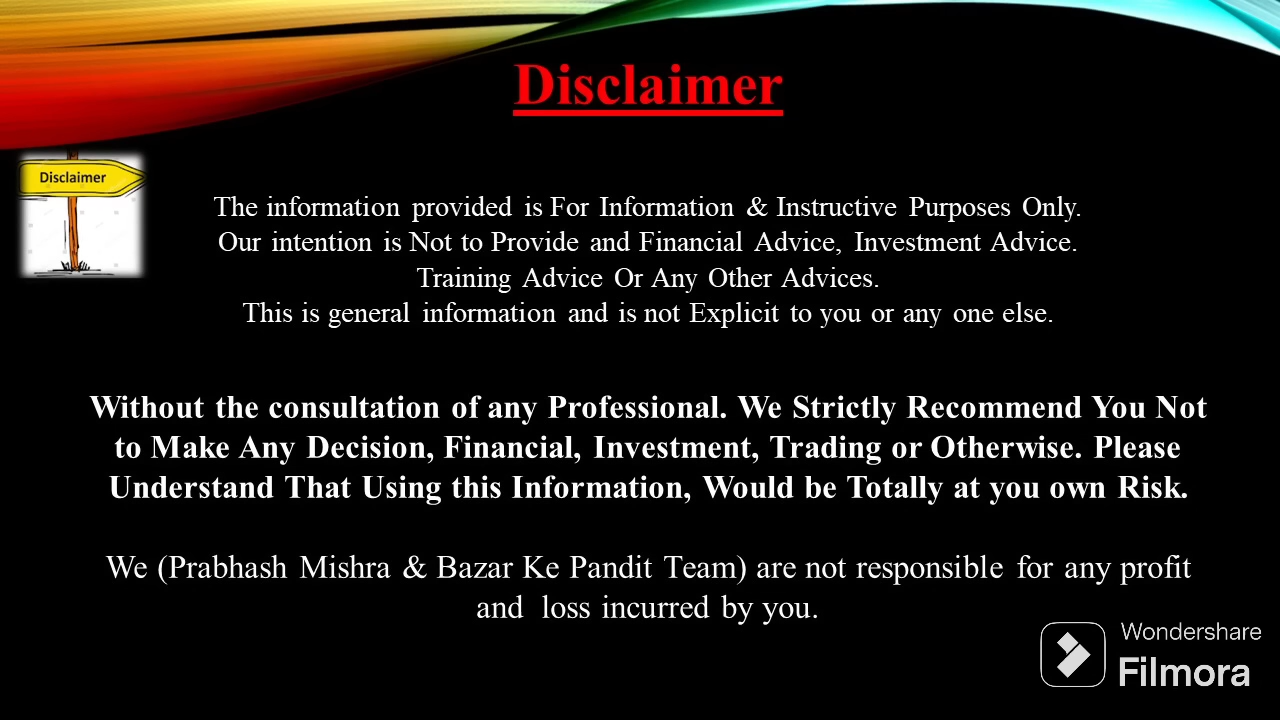 Disclaimer
Disclaimer
The information provided is For Information & Instructive Purposes Only.
Our intention is Not to Provide and Financial Advice, Investment Advice.
Training Advice Or Any Other Advices.
This is general information and is not Explicit to you or any one else.
Without the consultation of any Professional. We Strictly Recommend You Not
to Make Any Decision, Financial, Investment, Trading or Otherwise. Please
Understand That Using this Information, Would be Totally at you own Risk.
We (Prabhash Mishra & Bazar Ke Pandit Team) are not responsible for any profit
and loss incurred by you.
Wondershare
Filmora